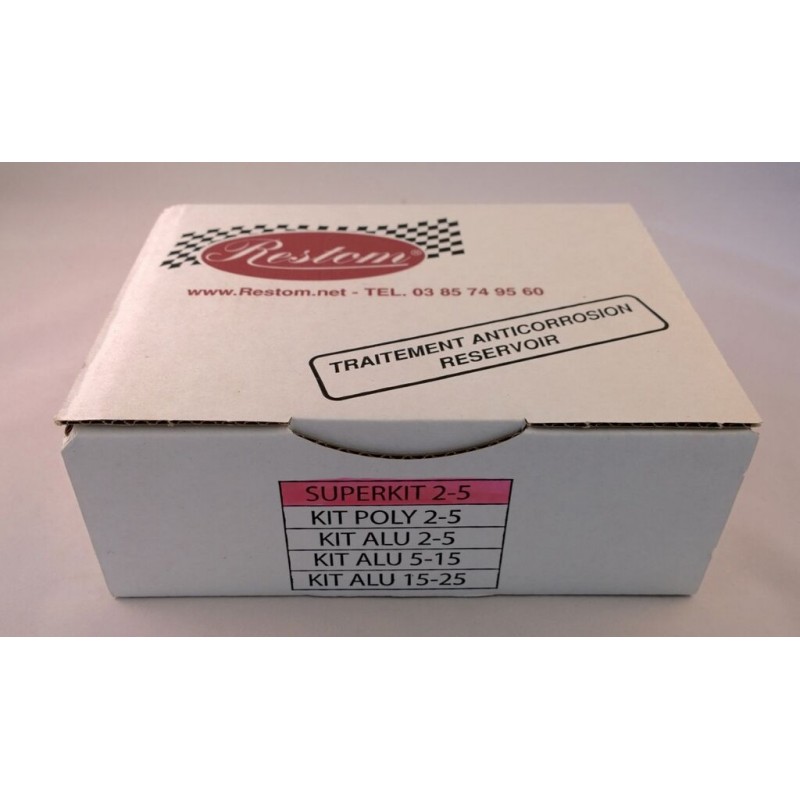 Restom®
www.Restom.net - TEL. 03 85 74 95 60
TRAITEMENT ANTICORROSION
RESERVOIR
SUPERKIT 2-5
KIT POLY 2-5
KIT ALU 2-5
KIT ALU 5-15
KIT ALU 15-25